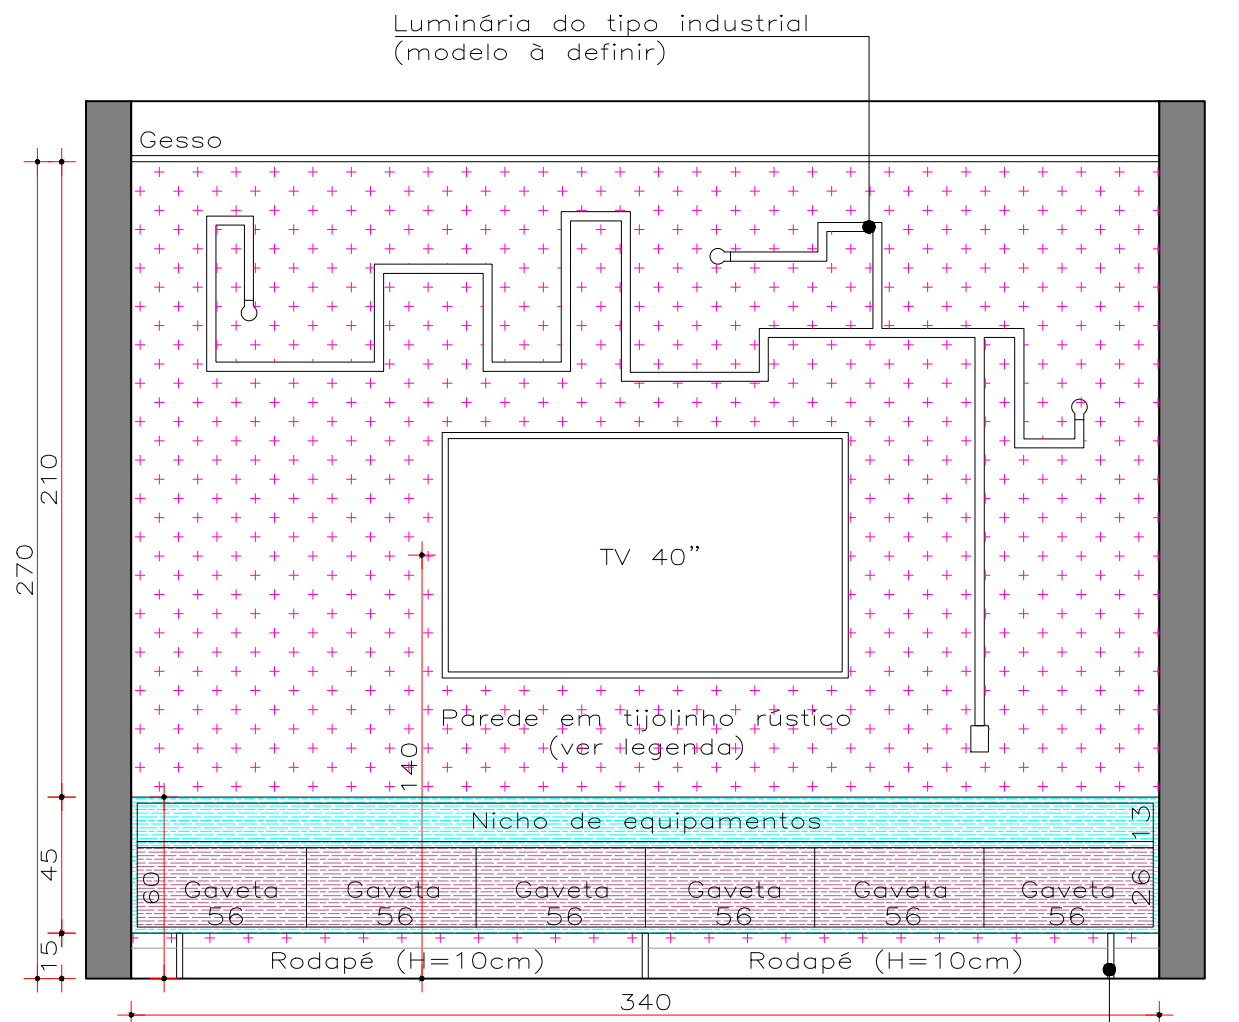 Luminária do tipo industrial
(modelo à definir)
Gesso
210
270
TV 40”
Parede em tijolinho rústico
(ver legenda)
140
Nicho de equipamentos
13
45
60
Gaveta Gaveta Gaveta Gaveta Gaveta Gaveta
56 56 56 56 56 56
26
15
Rodapé (H=10cm) Rodapé (H=10cm)
340